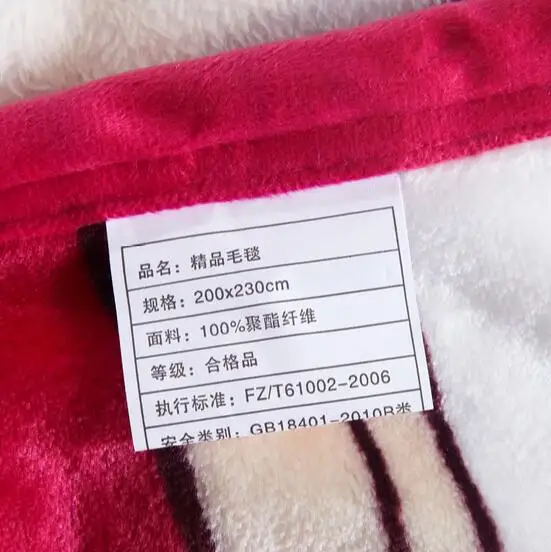 品名：精品毛毯
规格：200x230cm
面料：100%聚酯纤维
等级：合格品
执行标准：FZ/T61002-2006
安全类别：GB18401-2010B类